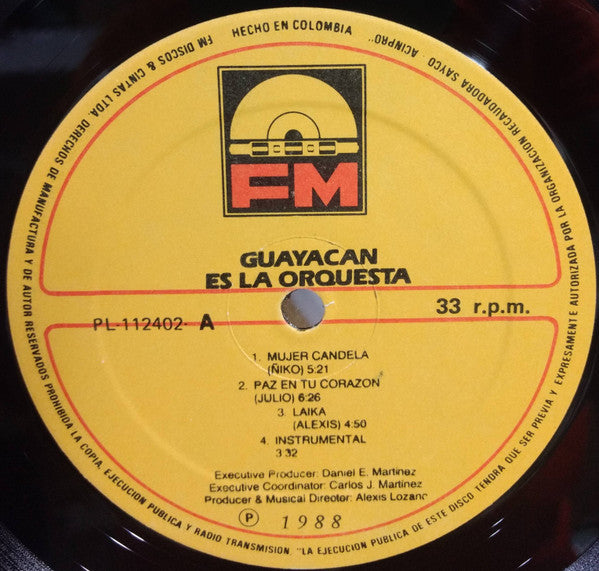 FM DISCOS & CINTAS LTDA. DERECHOS DE MANUFACTURA Y DE AUTOR RESERVADOS PROHIBIDA LA COPIA, EJECUCION PUBLICA Y RADIO TRANSMISION, "LA EJECUCION PUBLICA DE ESTE DISCO TENDRA QUE SER PREVIA Y EXPRESAMENTE AUTORIZADA POR LA ORGANIZACION RECAUDADORA SAYCO ACINPRO"
HECHO EN COLOMBIA
FM
GUAYACAN
ES LA ORQUESTA
PL-112402- A
33 r.p.m.
1. MUJER CANDELA
(ÑIKO) 5:21
2. PAZ EN TU CORAZON
(JULIO) 6:26
3. LAIKA
(ALEXIS) 4:50
4. INSTRUMENTAL
3 32
Executive Producer: Daniel E. Martinez
Executive Coordinator: Carlos J. Martinez
Producer & Musical Director: Alexis Lozano
Ⓟ 1988